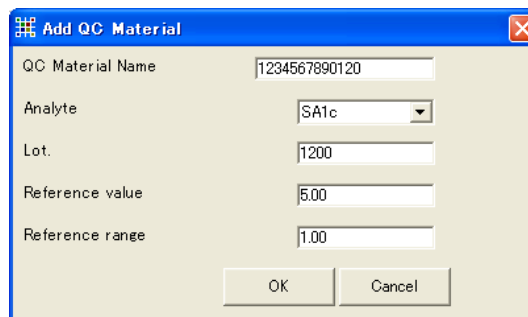 Add QC Material
QC Material Name 1234567890120
Analyte SA1c
Lot. 1200
Reference value 5.00
Reference range 1.00
OK Cancel